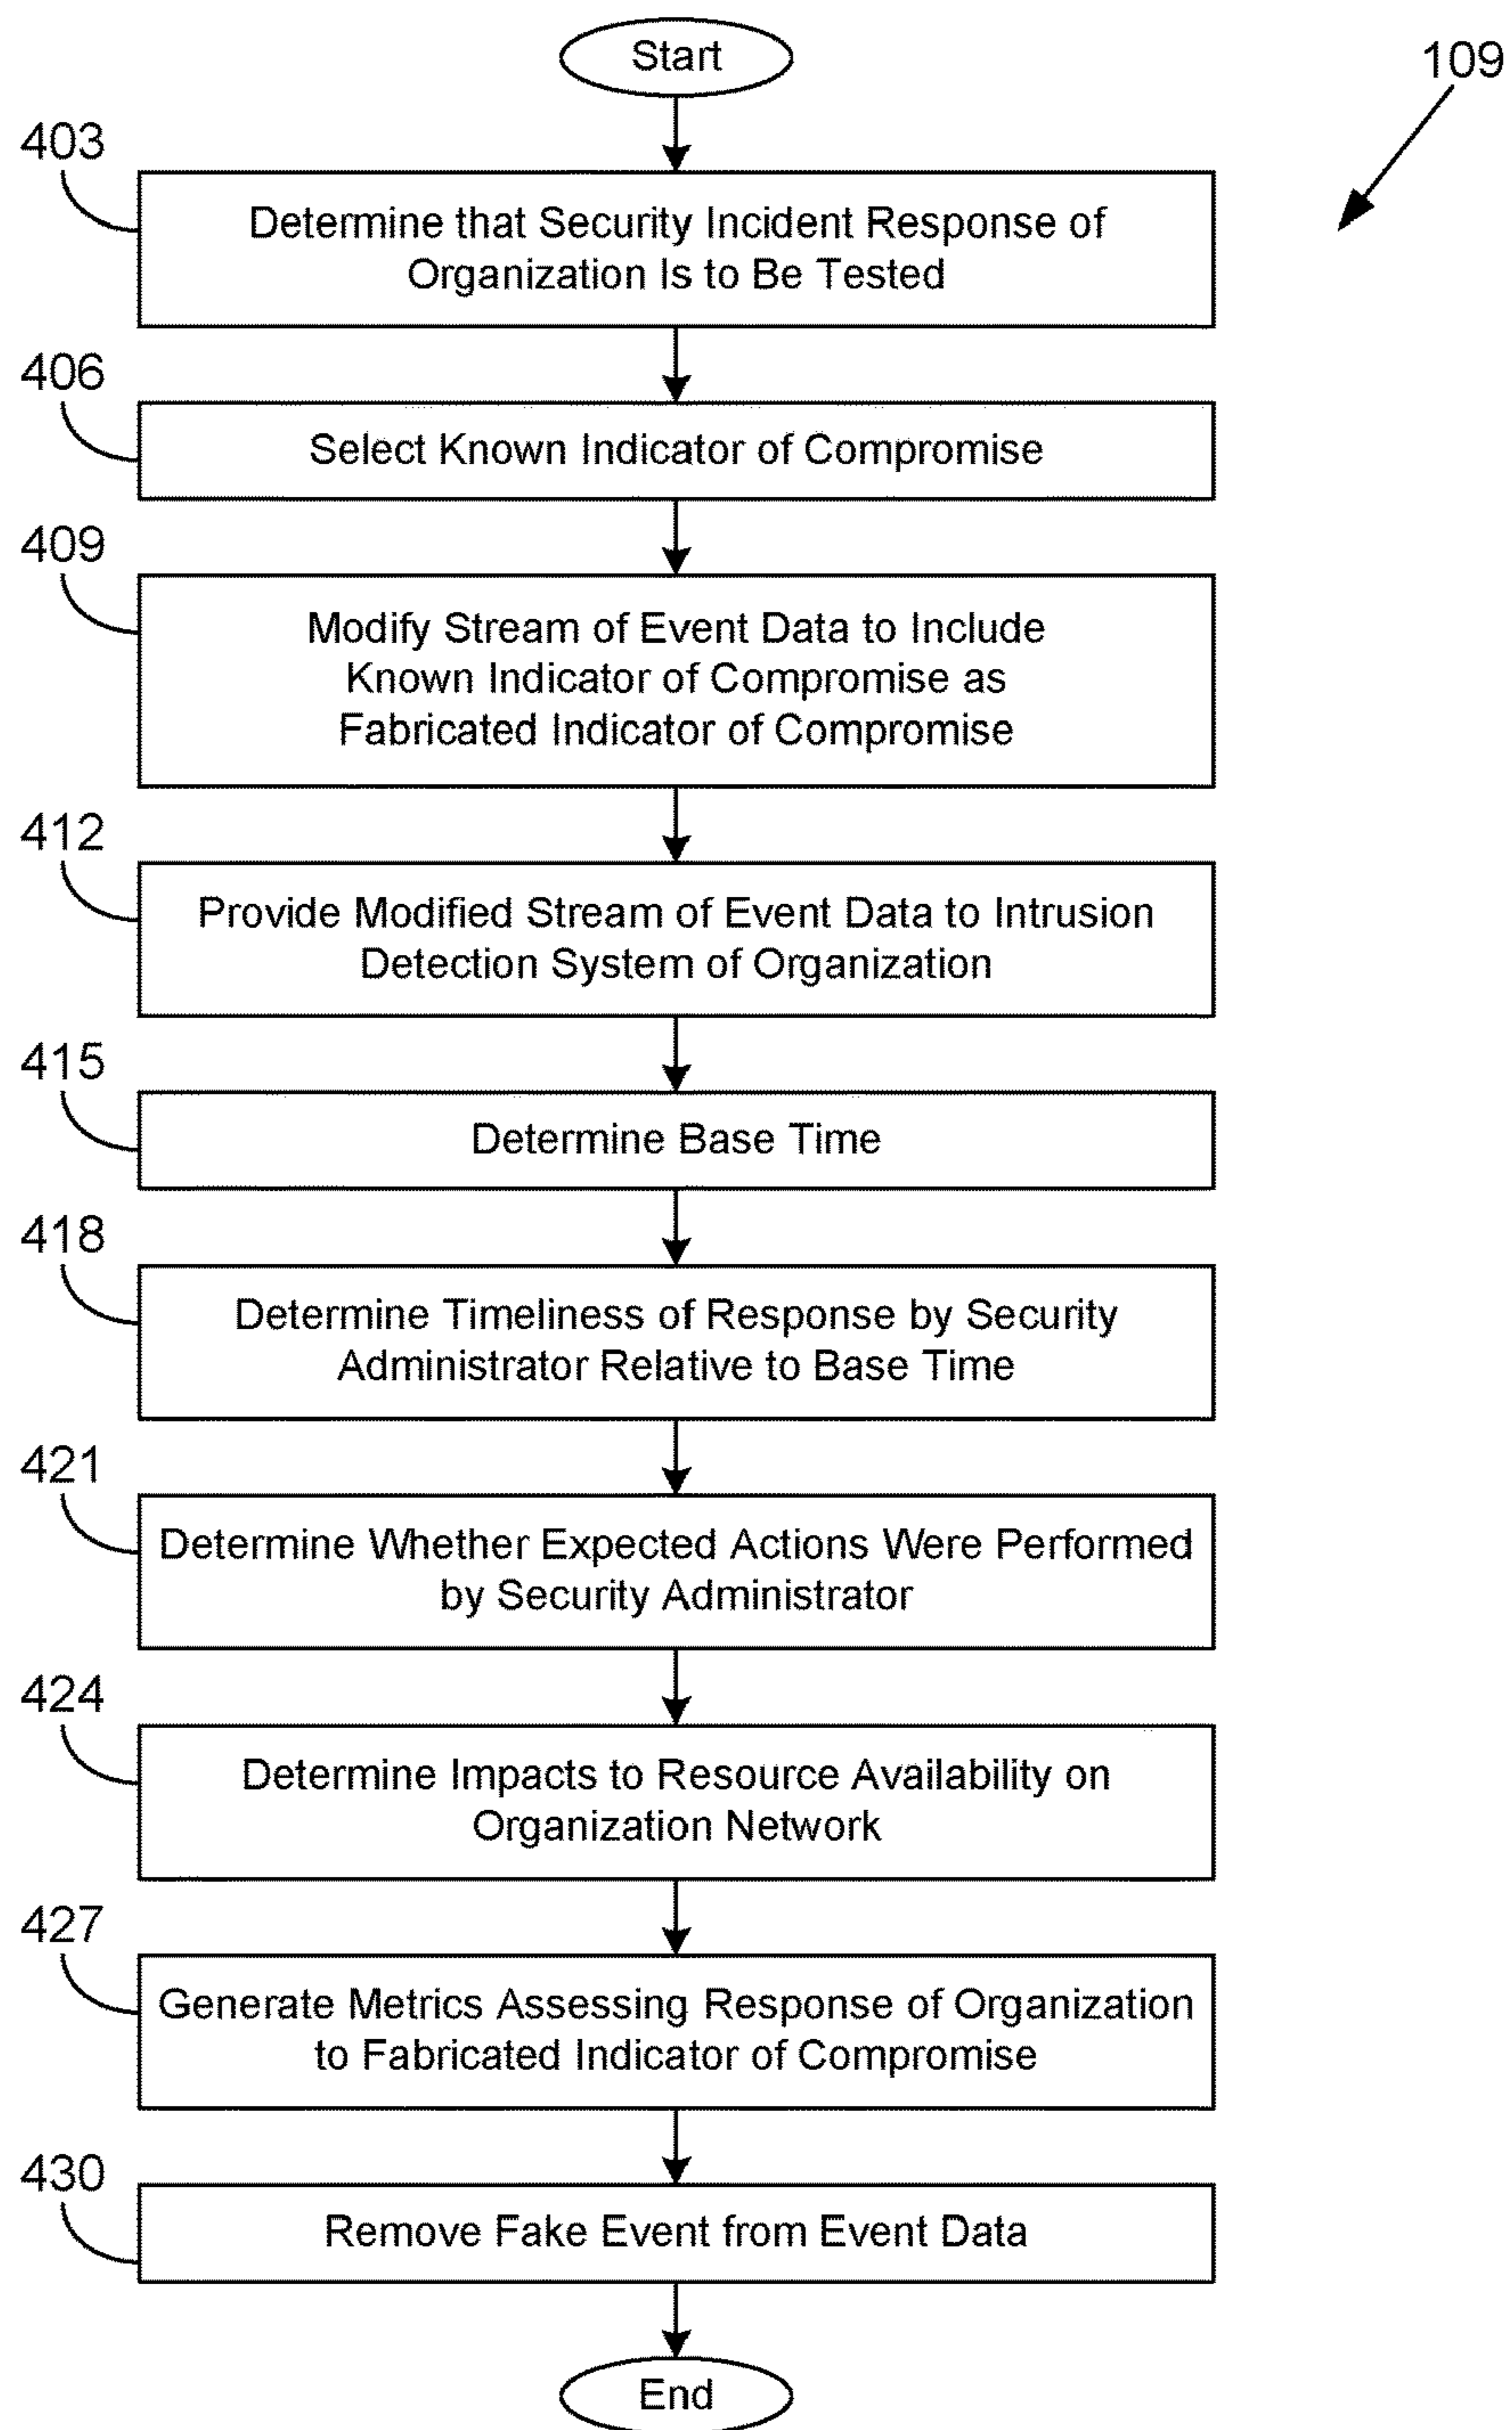 Start
109
403
Determine that Security Incident Response of
Organization Is to Be Tested
406
Select Known Indicator of Compromise
409
Modify Stream of Event Data to Include
Known Indicator of Compromise as
Fabricated Indicator of Compromise
412
Provide Modified Stream of Event Data to Intrusion
Detection System of Organization
415
Determine Base Time
418
Determine Timeliness of Response by Security
Administrator Relative to Base Time
421
Determine Whether Expected Actions Were Performed
by Security Administrator
424
Determine Impacts to Resource Availability on
Organization Network
427
Generate Metrics Assessing Response of Organization
to Fabricated Indicator of Compromise
430
Remove Fake Event from Event Data
End